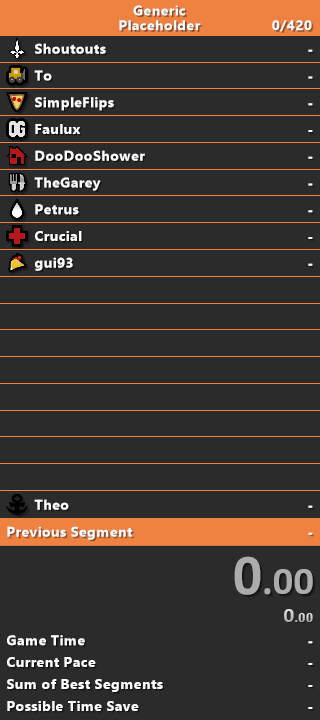 Generic
Placeholder 0/420
Shoutouts -
To -
SimpleFlips -
OG Faulux -
DooDooShower -
TheGarey -
Petrus -
Crucial -
gui93 -
Theo -
Previous Segment -
0.00
0.00
Game Time -
Current Pace -
Sum of Best Segments -
Possible Time Save -